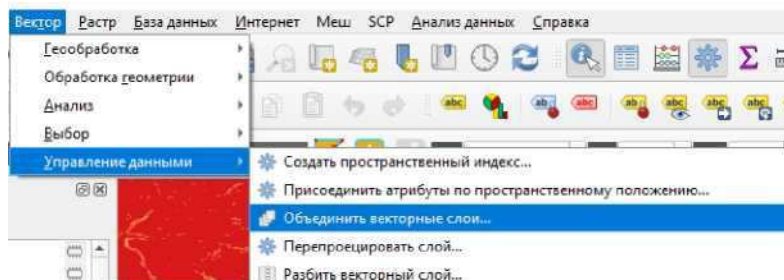 Вектор Растр База данных Интернет Меш SCP Анализ данных Справка
Геообработка
Обработка геометрии
Анализ
Выбор
Управление данными
Создать пространственный индекс...
Присоединить атрибуты по пространственному положению...
Объединить векторные слои...
Перепроецировать слой...
Разбить векторный слой...
abc abc abc abc abc abc